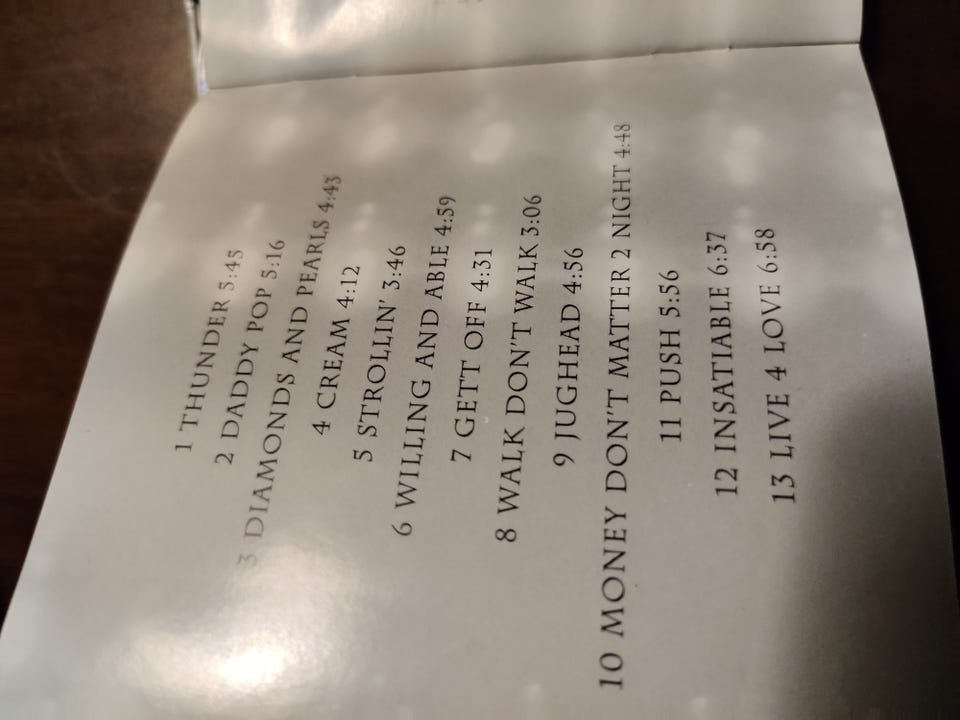 1 THUNDER 5:45
2 DADDY POP 5:16
3 DIAMONDS AND PEARLS 4:43
4 CREAM 4:12
5 STROLLIN' 3:46
6 WILLING AND ABLE 4:59
7 GETT OFF 4:31
8 WALK DON'T WALK 3:06
9 JUGHEAD 4:56
10 MONEY DON'T MATTER 2 NIGHT 4:48
11 PUSH 5:56
12 INSATIABLE 6:37
13 LIVE 4 LOVE 6:58